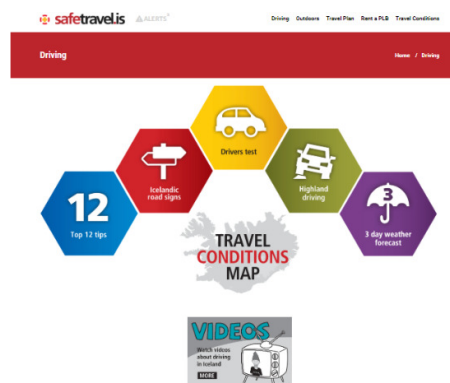 safetravel.is
ALERTS
Driving Outdoors Travel Plan Rent a PLB Travel Conditions
Driving
Home / Driving
Drivers test
Icelandic
road signs
Highland
driving
12
Top 12 tips
3
3 day weather
forecast
TRAVEL
CONDITIONS
MAP
VIDEOS
Watch videos
about driving
in Iceland
MORE